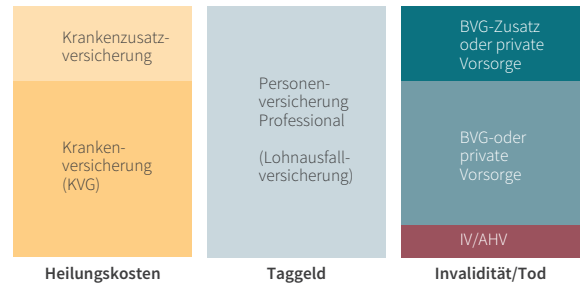 Krankenzusatz-
versicherung
Kranken-
versicherung
(KVG)
Heilungskosten
Personen-
versicherung
Professional
(Lohnausfall-
versicherung)
Taggeld
BVG-Zusatz
oder private
Vorsorge
BVG-oder
private
Vorsorge
IV/AHV
Invalidität/Tod